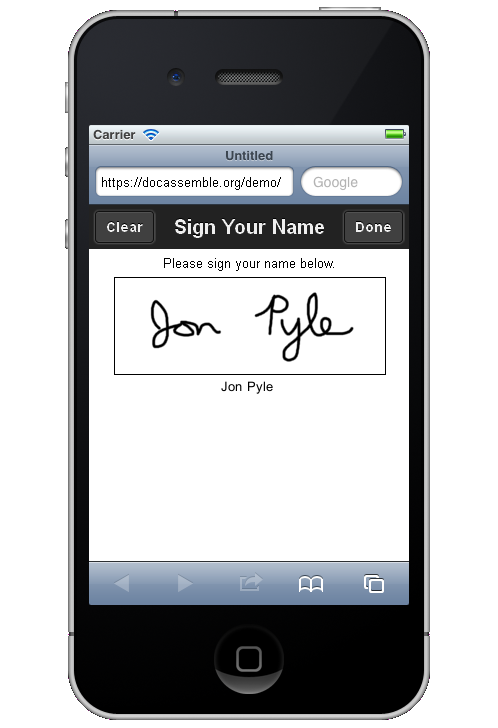 Carrier
Untitled
https://docassemble.org/demo/ Google
Clear Sign Your Name Done
Please sign your name below.
Jon Pyle
Jon Pyle